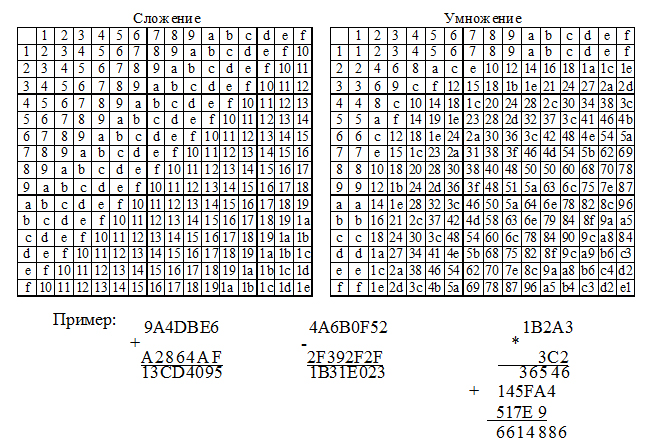 Сложение Умножение
1 2 3 4 5 6 7 8 9 a b c d e f 1 2 3 4 5 6 7 8 9 a b c d e f
1 2 3 4 5 6 7 8 9 a b c d e f 10 1 1 2 3 4 5 6 7 8 9 a b c d e f
2 3 4 5 6 7 8 9 a b c d e f 10 11 2 2 4 6 8 a c e 10 12 14 16 18 1a 1c 1e
3 4 5 6 7 8 9 a b c d e f 10 11 12 3 3 6 9 c f 12 15 18 1b 1e 21 24 27 2a 2d
4 5 6 7 8 9 a b c d e f 10 11 12 13 4 4 8 c 10 14 18 1c 20 24 28 2c 30 34 38 3c
5 6 7 8 9 a b c d e f 10 11 12 13 14 5 5 a f 14 19 1e 23 28 2d 32 37 3c 41 46 4b
6 7 8 9 a b c d e f 10 11 12 13 14 15 6 6 c 12 18 1e 24 2a 30 36 3c 42 48 4e 54 5a
7 8 9 a b c d e f 10 11 12 13 14 15 16 7 7 e 15 1c 23 2a 31 38 3f 46 4d 54 5b 62 69
8 9 a b c d e f 10 11 12 13 14 15 16 17 8 8 10 18 20 28 30 38 40 48 50 50 60 68 70 78
9 a b c d e f 10 11 12 13 14 15 16 17 18 9 9 12 1b 24 2d 36 3f 48 51 5a 63 6c 75 7e 87
a b c d e f 10 11 12 13 14 15 16 17 18 19 a a 14 1e 28 32 3c 46 50 5a 64 6e 78 82 8c 96
b c d e f 10 11 12 13 14 15 16 17 18 19 1a b b 16 21 2c 37 42 4d 58 63 6e 79 84 8f 9a a5
c d e f 10 11 12 13 14 15 16 17 18 19 1a 1b c c 18 24 30 3c 48 54 60 6c 78 84 90 9c a8 84
d e f 10 11 12 13 14 15 16 17 18 19 1a 1b 1c d d 1a 27 34 41 4e 5b 68 75 82 8f 9c a9 b6 c3
e f 10 11 12 13 14 15 16 17 18 19 1a 1b 1c 1d e e 1c 2a 38 46 54 62 70 7e 8c 9a a8 b6 c4 d2
f 10 11 12 13 14 15 16 17 18 19 1a 1b 1c 1d 1e f f 1e 2d 3c 4b 5a 69 78 87 96 a5 b4 c3 d2 e1
Пример: 9A4DBE6 4A6B0F52 1B2A3
+ - *
A2864AF 2F392F2F 3C2
13CD4095 1B31E023 36546
+ 145FA4
517E 9
6614886